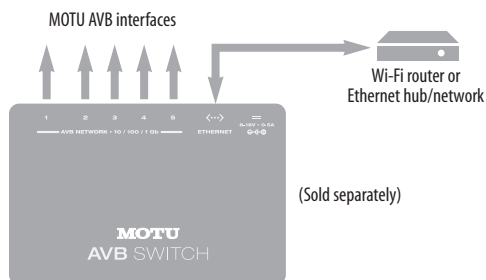 MOTU AVB interfaces
Wi-Fi router or
Ethernet hub/network
1 2 3 4 5
AVB NETWORK • 10 / 100 / 1 Gb
ETHERNET
(Sold separately)
MOTU
AVB SWITCH